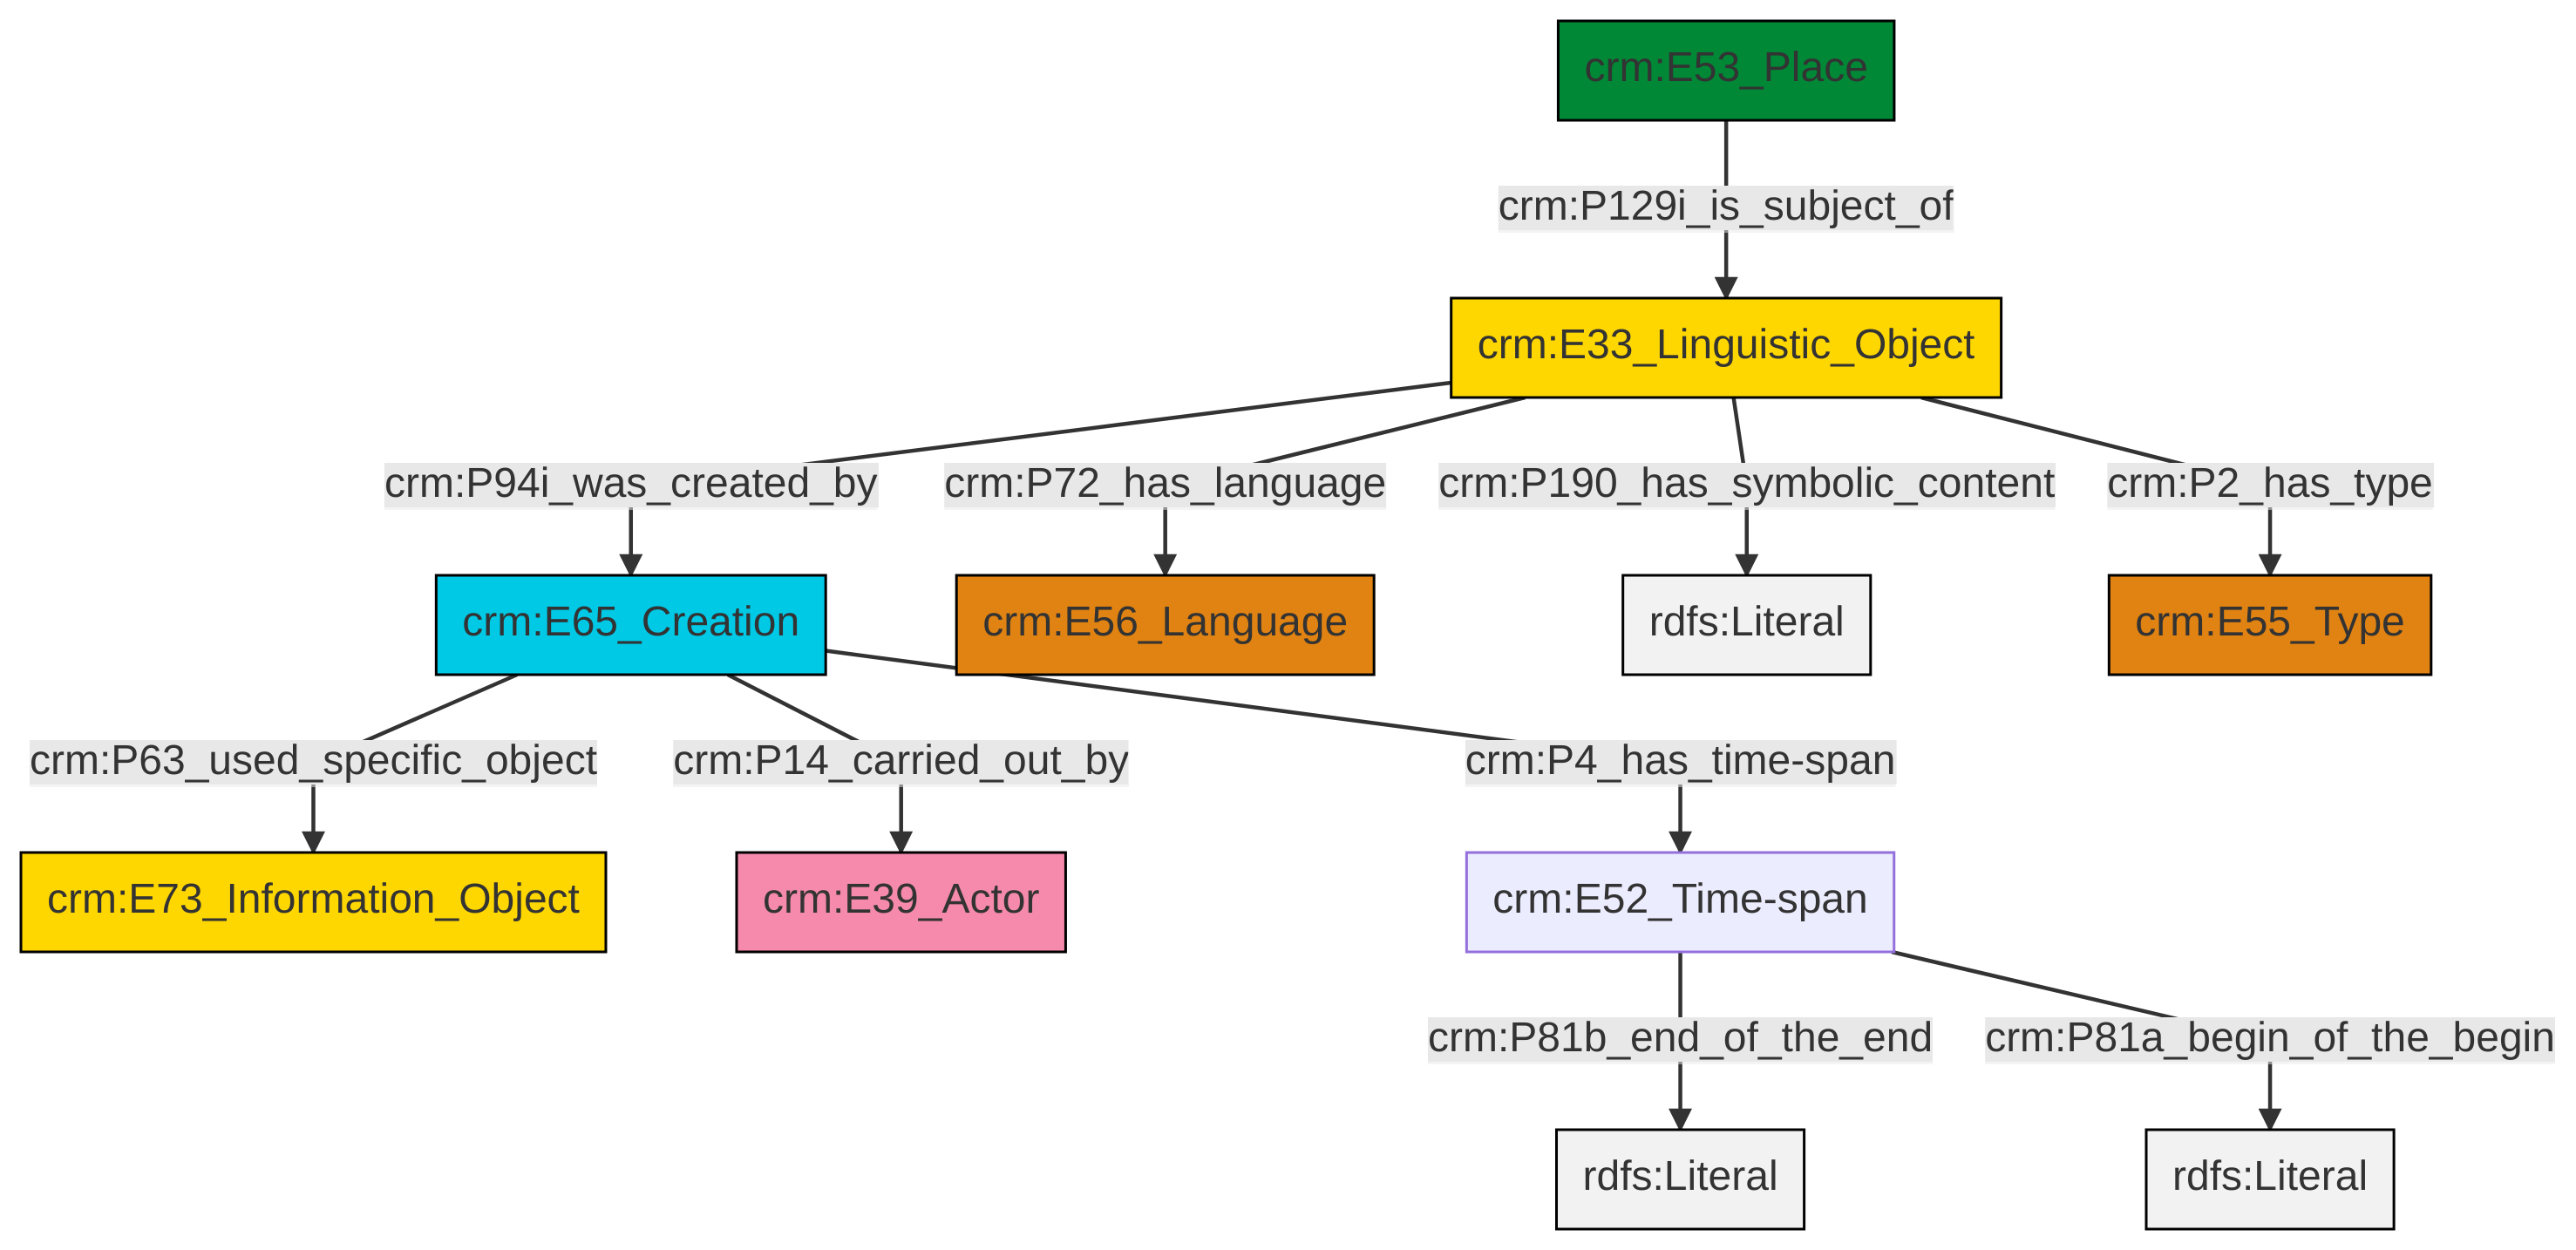 crm:E53_Place
crm:P129i_is_subject_of
crm:E33_Linguistic_Object
crm:P94i_was_created_by
crm:P72_has_language
crm:P190_has_symbolic_content
crm:P2_has_type
crm:E65_Creation
crm:E56_Language
rdfs:Literal
crm:E55_Type
crm:P63_used_specific_object
crm:P14_carried_out_by
crm:P4_has_time-span
crm:E73_Information_Object
crm:E39_Actor
crm:E52_Time-span
crm:P81b_end_of_the_end
crm:P81a_begin_of_the_begin
rdfs:Literal
rdfs:Literal